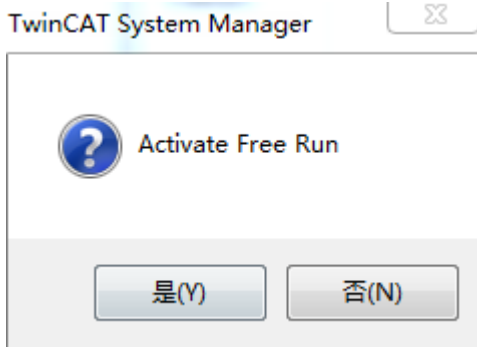 TwinCAT System Manager
Activate Free Run
是(Y)
否(N)